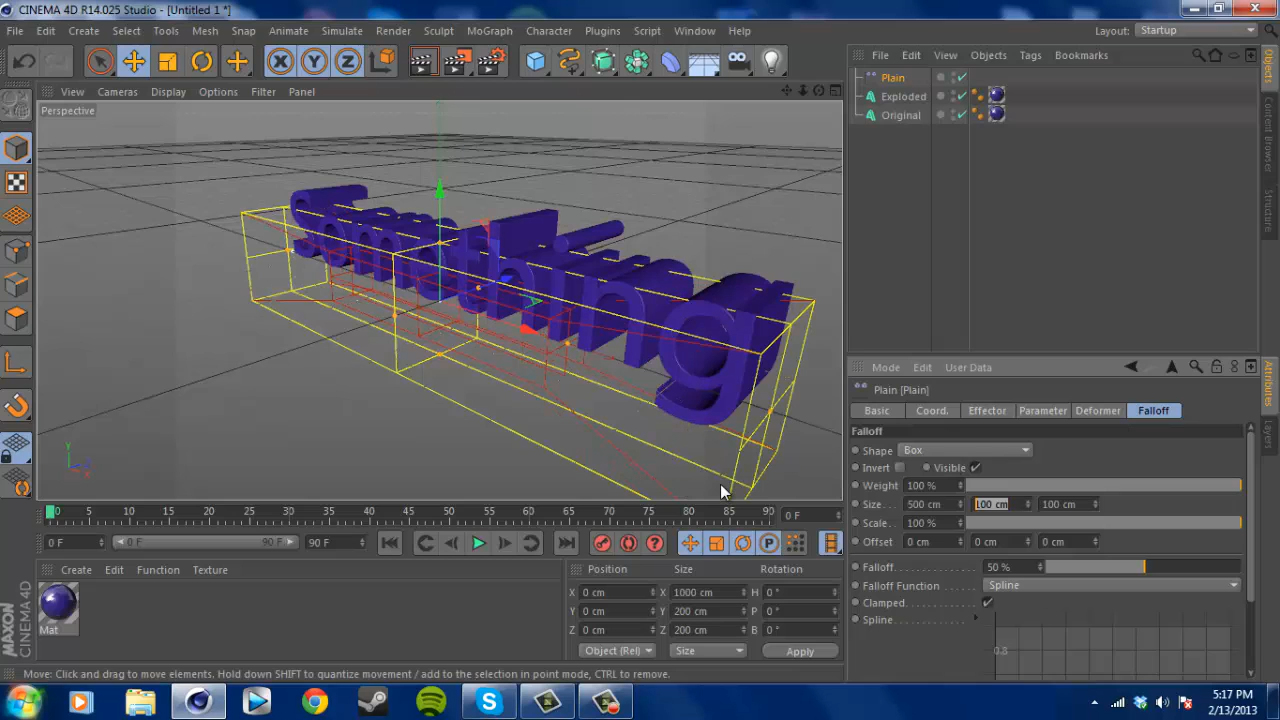 CINEMA 4D R14.025 Studio - [Untitled 1 *]
File Edit Create Select Tools Mesh Snap Animate Simulate Render Sculpt MoGraph Character Plugins Script Window Help Layout: Startup
X Y Z
File Edit View Objects Tags Bookmarks
View Cameras Display Options Filter Panel
Perspective
Plain
Exploded
Original
Objects
Content Browser
Structure
something
Y
Mode Edit User Data
Plain [Plain]
Basic Coord. Effector Parameter Deformer Falloff
Attributes
Layers
Falloff
Shape Box
Invert Visible
Weight 100 %
Size 500 cm 100 cm 100 cm
Scale 100 %
Offset 0 cm 0 cm 0 cm
Falloff 50 %
Falloff Function Spline
Clamped
Spline
0.8
0 5 10 15 20 25 30 35 40 45 50 55 60 65 70 75 80 85 90 0 F
0 F 0 F 90 F 90 F
Create Edit Function Texture
Mat
Position Size Rotation
X 0 cm X 1000 cm H 0 °
Y 0 cm Y 200 cm P 0 °
Z 0 cm Z 200 cm B 0 °
Object (Rel) Size Apply
MAXON
CINEMA 4D
Move: Click and drag to move elements. Hold down SHIFT to quantize movement / add to the selection in point mode, CTRL to remove.
5:17 PM
2/13/2013